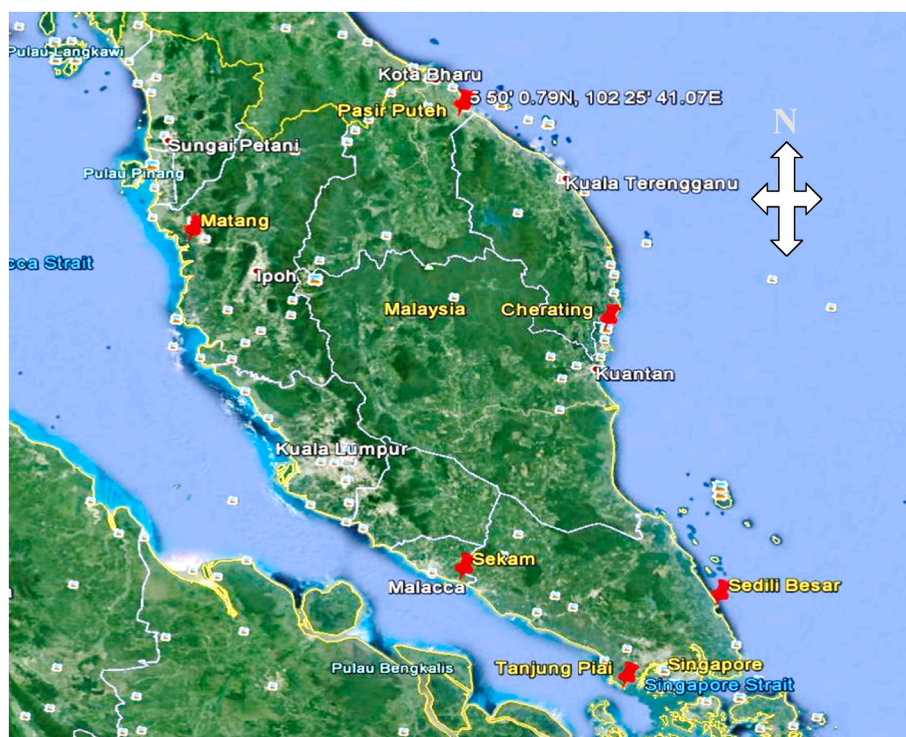 Pulau Langkawi
Kota Bharu
5 50' 0.79N, 102 25' 41.07E
Pasir Puteh
N
Sungai Petani
Pulau Pinang
Kuala Terengganu
Matang
cca Strait
Ipoh
Malaysia
Cherating
Kuantan
Kuala Lumpur
Sekam
Malacca
Sedili Besar
Pulau Bengkalis
Tanjung Piai
Singapore
Singapore Strait